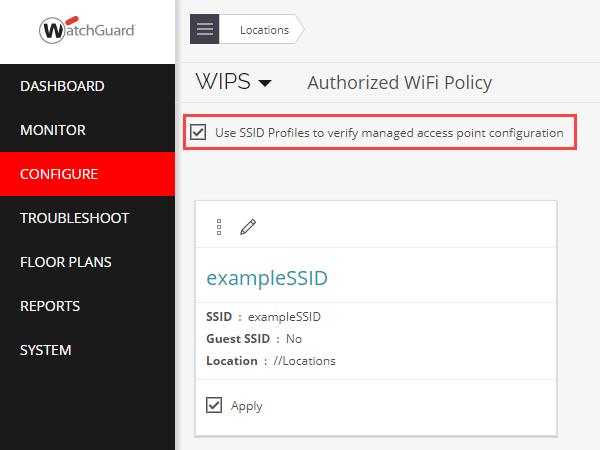 WatchGuard
Locations
DASHBOARD
MONITOR
CONFIGURE
TROUBLESHOOT
FLOOR PLANS
REPORTS
SYSTEM
WIPS
Authorized WiFi Policy
Use SSID Profiles to verify managed access point configuration
exampleSSID
SSID : exampleSSID
Guest SSID : No
Location : //Locations
Apply